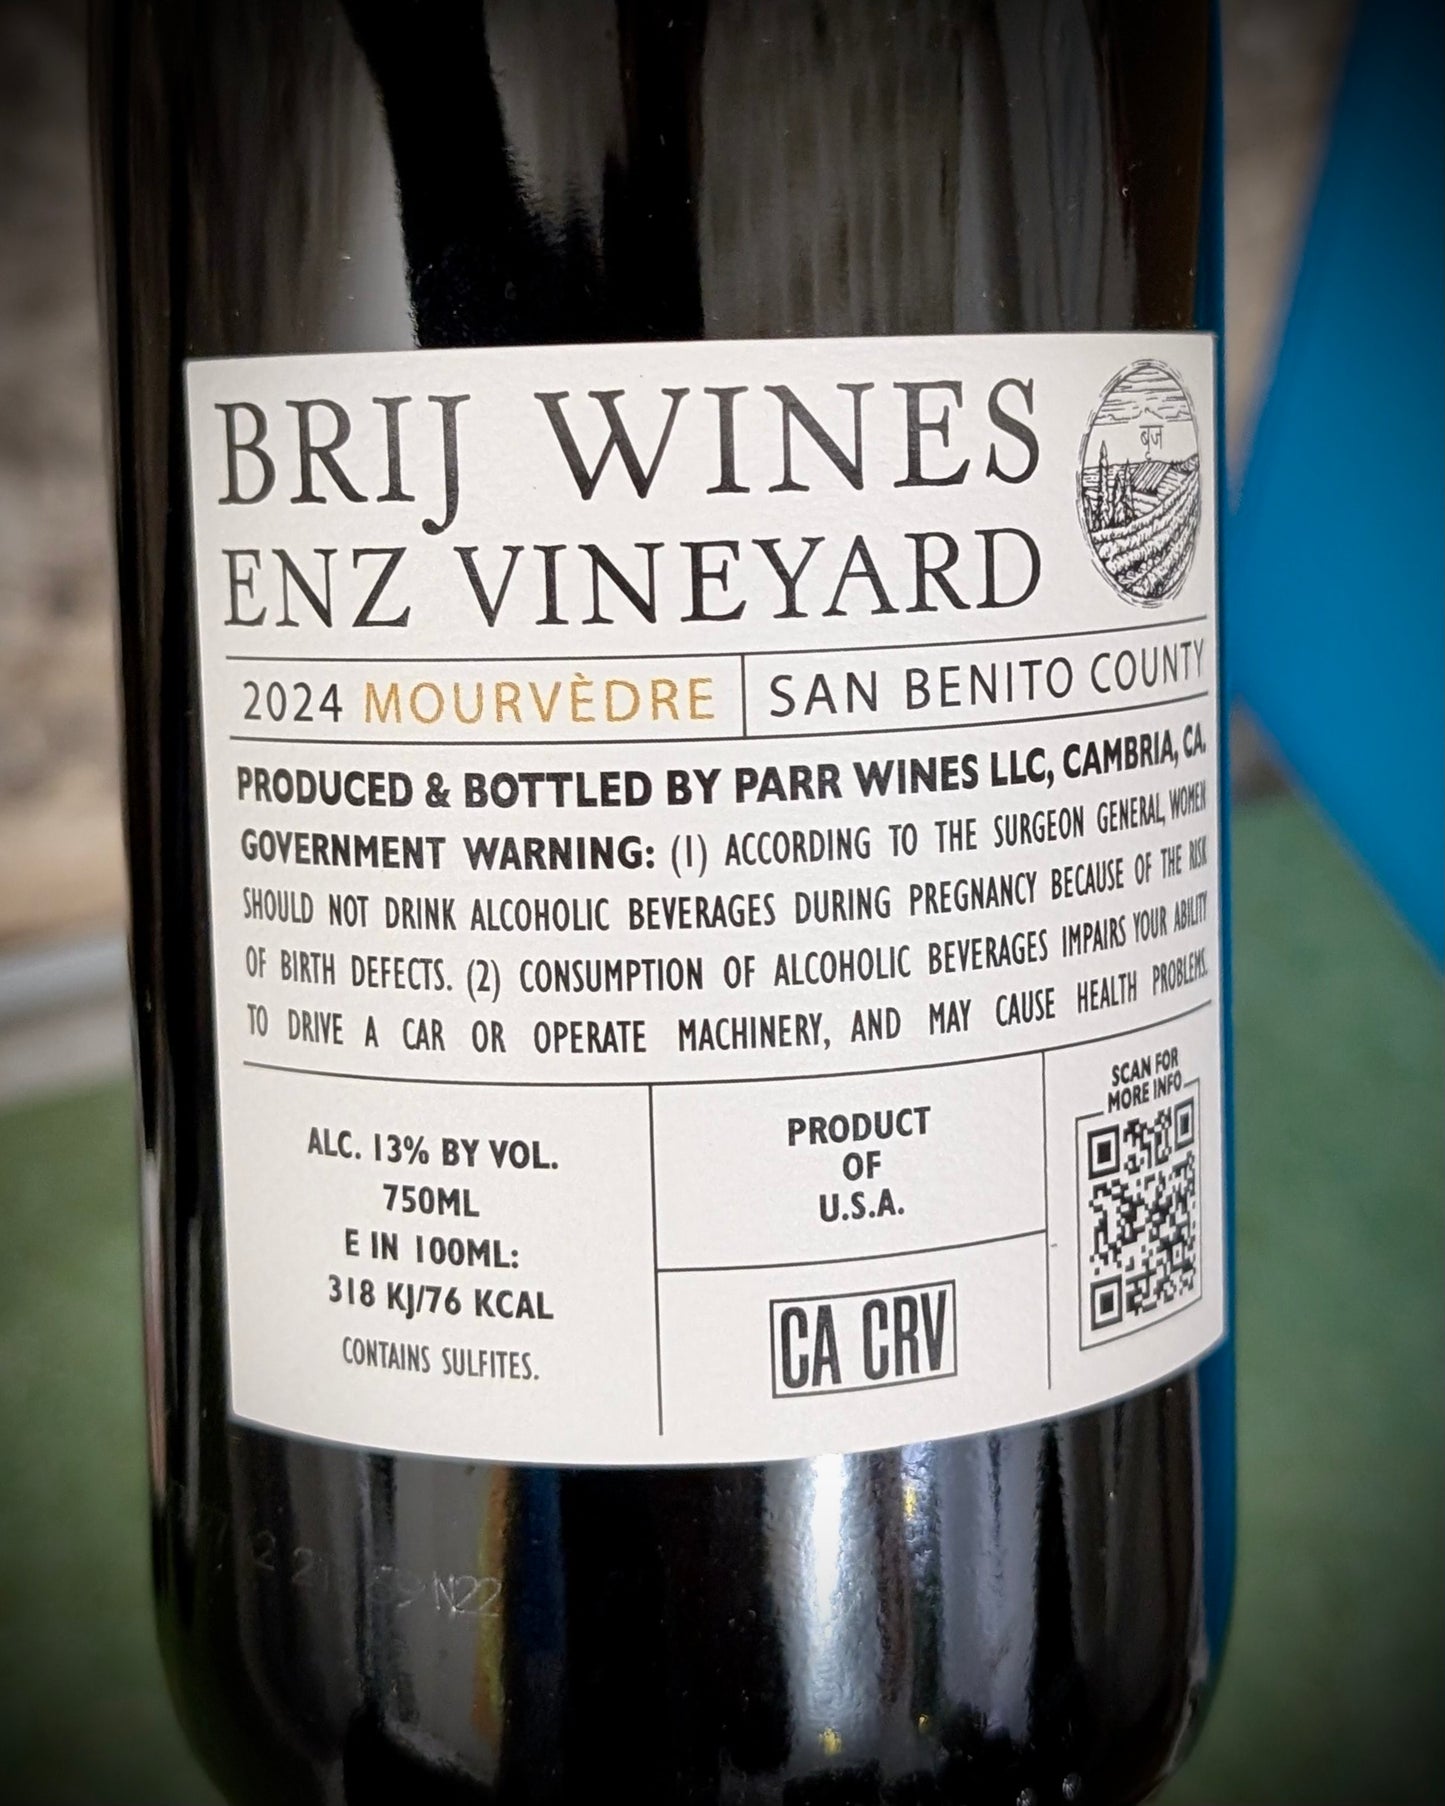 BRIJ WINES
बृज
ENZ VINEYARD
2024 MOURVÈDRE
SAN BENITO COUNTY
PRODUCED & BOTTLED BY PARR WINES LLC, CAMBRIA, CA.
GOVERNMENT WARNING: (1) ACCORDING TO THE SURGEON GENERAL, WOMEN
SHOULD NOT DRINK ALCOHOLIC BEVERAGES DURING PREGNANCY BECAUSE OF THE RISK
OF BIRTH DEFECTS. (2) CONSUMPTION OF ALCOHOLIC BEVERAGES IMPAIRS YOUR ABILITY
TO DRIVE A CAR OR OPERATE MACHINERY, AND MAY CAUSE HEALTH PROBLEMS.
ALC. 13% BY VOL.
750ML
E IN 100ML:
318 KJ/76 KCAL
CONTAINS SULFITES.
PRODUCT
OF
U.S.A.
CA CRV
SCAN FOR
MORE INFO